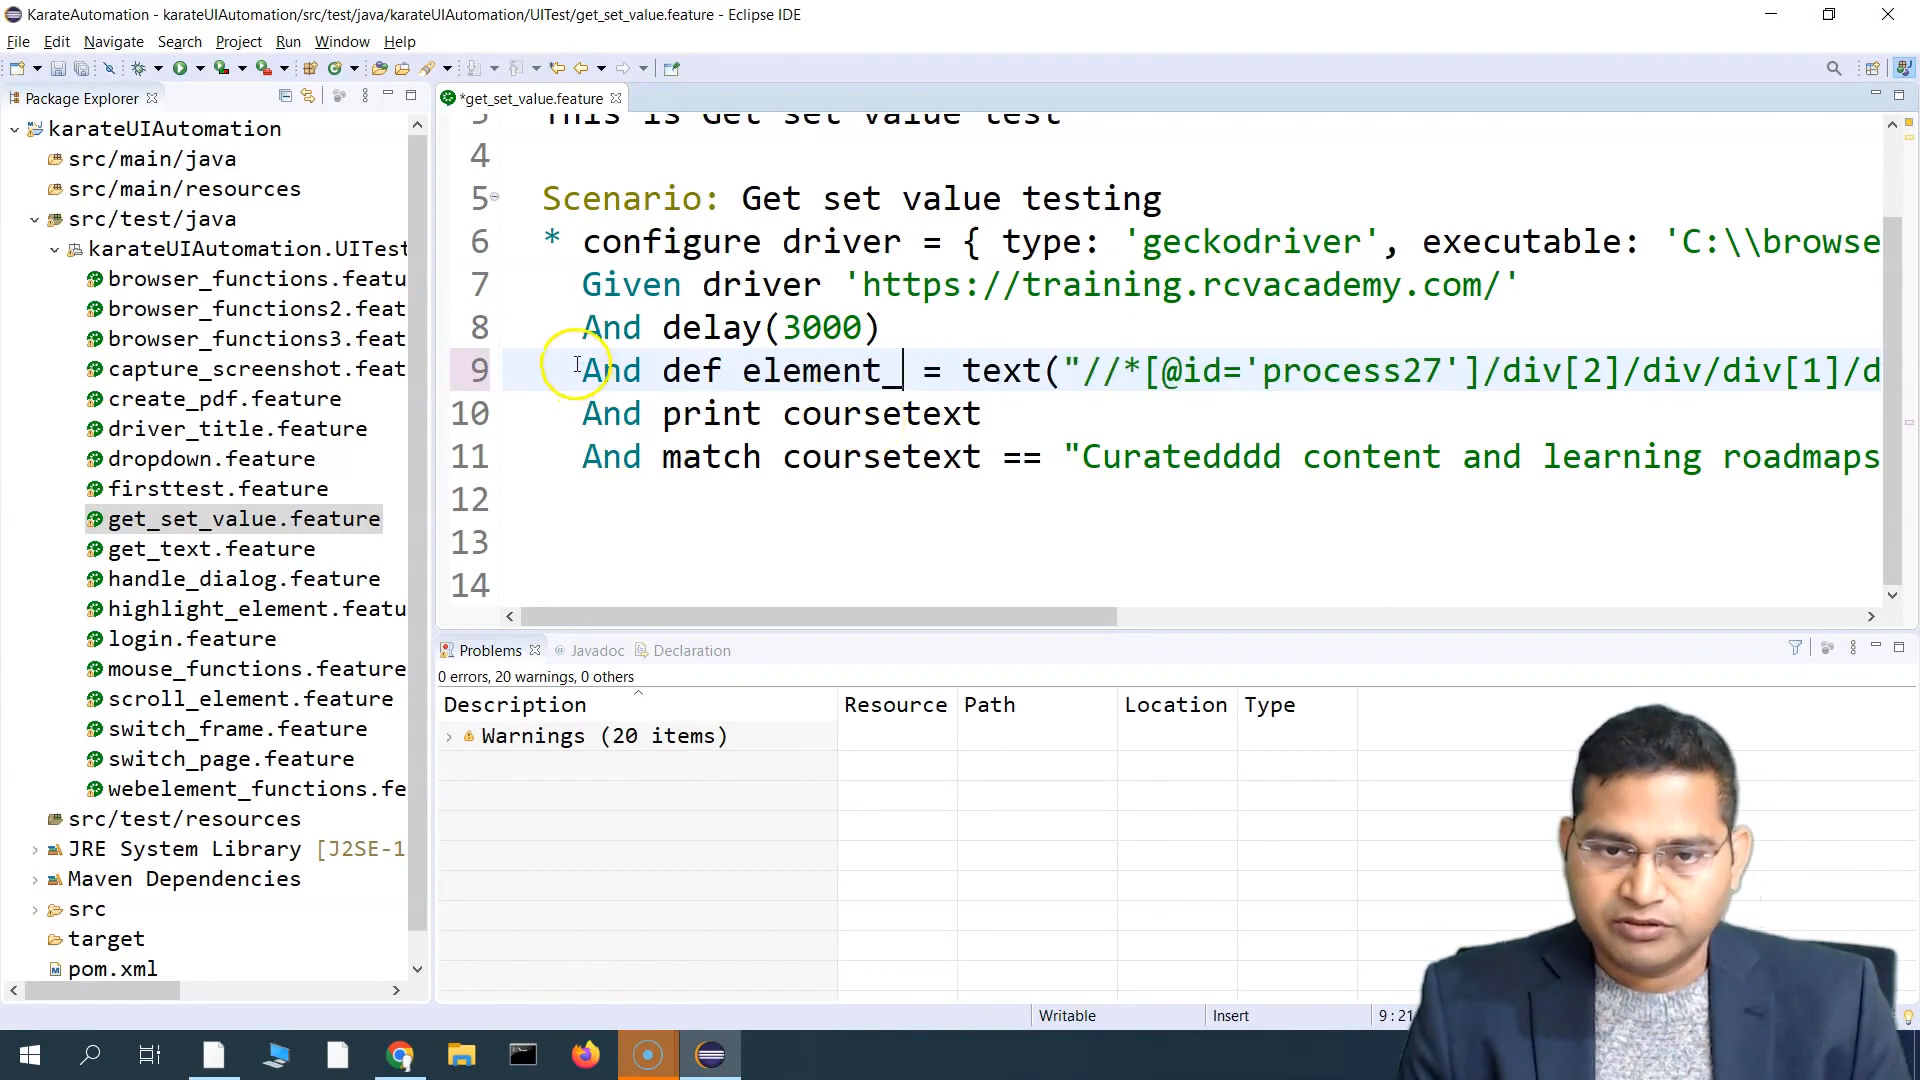 KarateAutomation - karateUIAutomation/src/test/java/karateUIAutomation/UITest/get_set_value.feature - Eclipse IDE
File Edit Navigate Search Project Run Window Help
Package Explorer
*get_set_value.feature
karateUIAutomation
src/main/java
src/main/resources
src/test/java
karateUIAutomation.UITest
browser_functions.featu
browser_functions2.feat
browser_functions3.feat
capture_screenshot.feat
create_pdf.feature
driver_title.feature
dropdown.feature
firsttest.feature
get_set_value.feature
get_text.feature
handle_dialog.feature
highlight_element.featu
login.feature
mouse_functions.feature
scroll_element.feature
switch_frame.feature
switch_page.feature
webelement_functions.fe
src/test/resources
JRE System Library [J2SE-1
Maven Dependencies
src
target
pom.xml
3 This is Get set value test
4
5 Scenario: Get set value testing
6 * configure driver = { type: 'geckodriver', executable: 'C:\\browse
7 Given driver 'https://training.rcvacademy.com/'
8 And delay(3000)
9 And def element_ = text("//*[@id='process27']/div[2]/div/div[1]/d
10 And print coursetext
11 And match coursetext == "Curatedddd content and learning roadmaps
12
13
14
Problems @ Javadoc Declaration
0 errors, 20 warnings, 0 others
Description Resource Path Location Type
Warnings (20 items)
Writable Insert 9 : 21